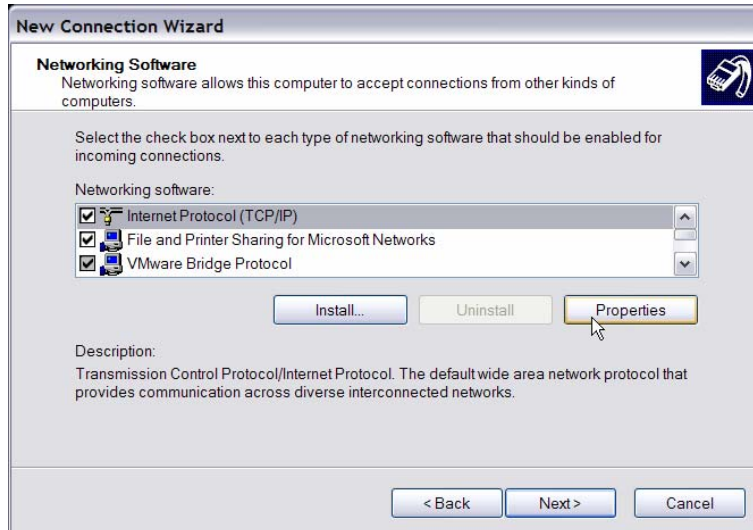 New Connection Wizard
Networking Software
Networking software allows this computer to accept connections from other kinds of
computers.
Select the check box next to each type of networking software that should be enabled for
incoming connections.
Networking software:
Internet Protocol (TCP/IP)
File and Printer Sharing for Microsoft Networks
VMware Bridge Protocol
Install...
Uninstall
Properties
Description:
Transmission Control Protocol/Internet Protocol. The default wide area network protocol that
provides communication across diverse interconnected networks.
< Back
Next >
Cancel